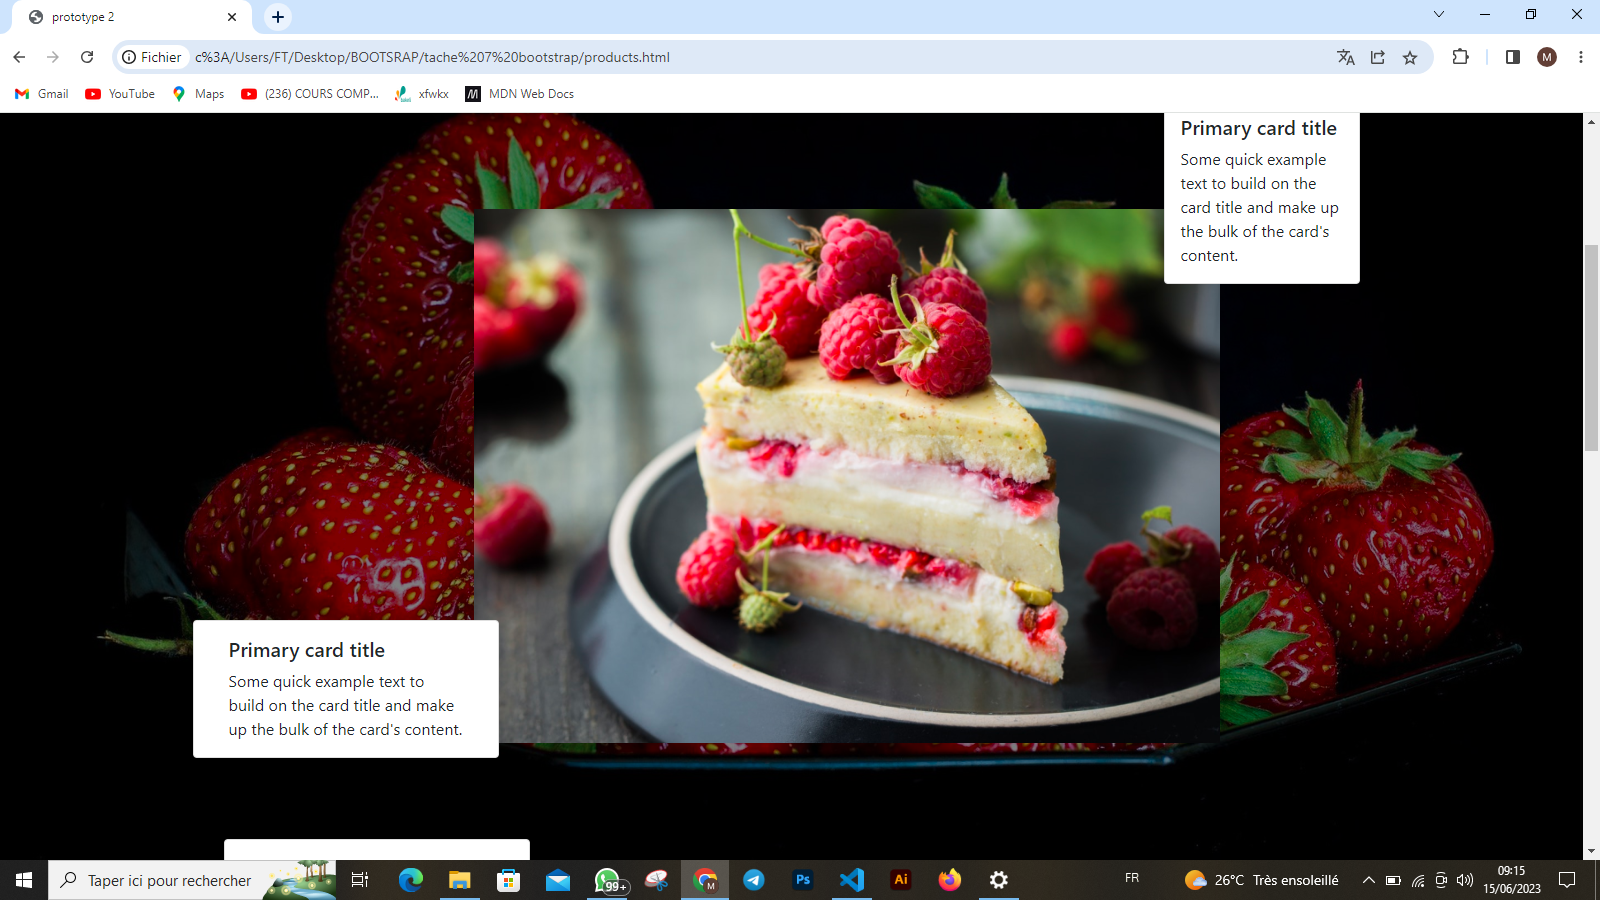 prototype 2
Fichier
c%3A/Users/FT/Desktop/BOOTSRAP/tache%207%20bootstrap/products.html
M
Gmail
YouTube
Maps
(236) COURS COMP...
xfwkx
MDN Web Docs
Primary card title
Some quick example
text to build on the
card title and make up
the bulk of the card's
content.
Primary card title
Some quick example text to
build on the card title and make
up the bulk of the card's content.
Taper ici pour rechercher
99+
M
Ps
Ai
FR
26°C Très ensoleillé
09:15
15/06/2023